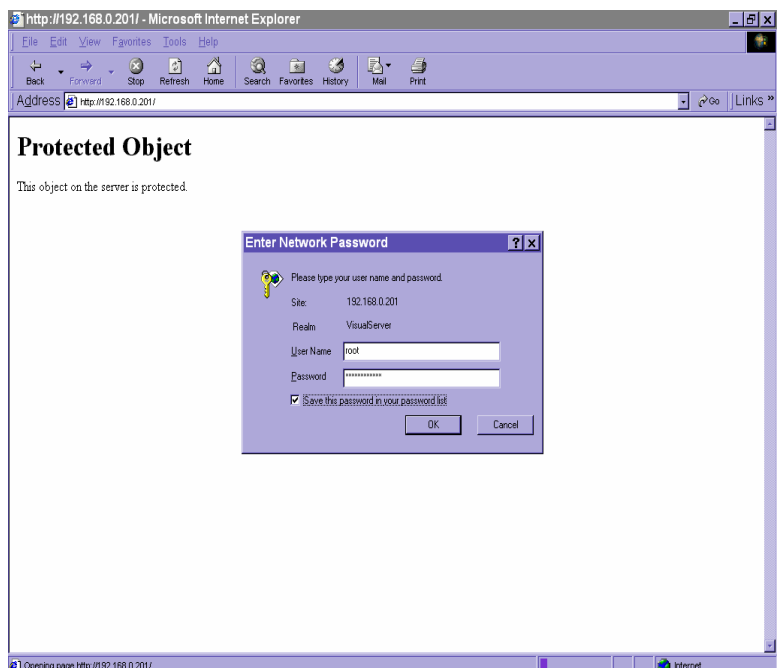 http://192.168.0.201/ - Microsoft Internet Explorer
File Edit View Favorites Tools Help
Back Forward Stop Refresh Home Search Favorites History Mail Print
Address http://192.168.0.201/ Go Links »
Protected Object
This object on the server is protected.
Enter Network Password
Please type your user name and password.
Site: 192.168.0.201
Realm VisualServer
User Name root
Password ************
Save this password in your password list
OK Cancel
Opening page http://192.168.0.201/ Internet